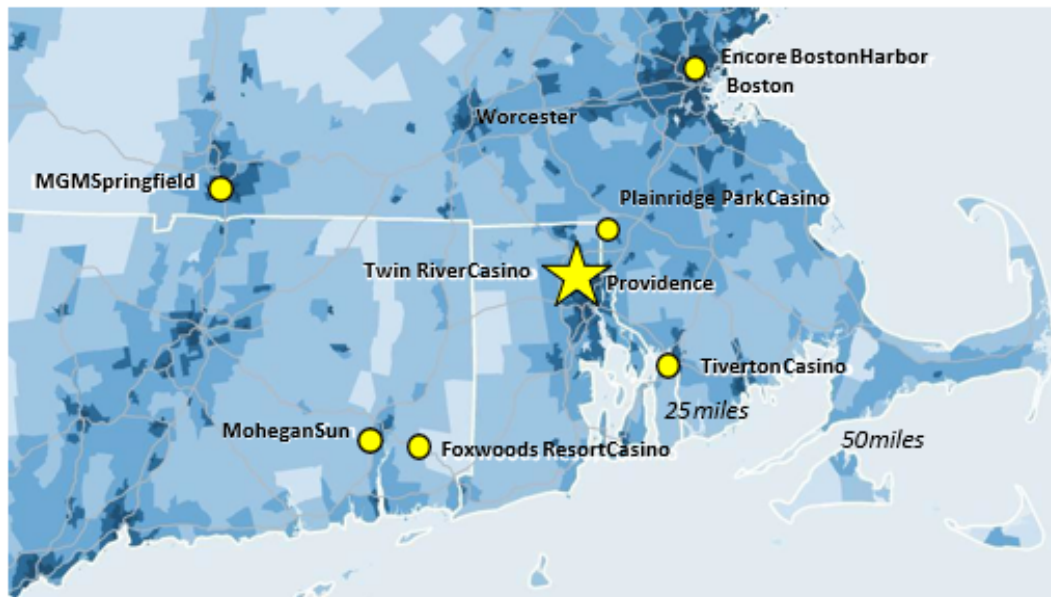 Encore BostonHarbor
Boston
Worcester
MGMSpringfield
Plainridge ParkCasino
Twin RiverCasino
Providence
TivertonCasino
25miles
MoheganSun
50miles
Foxwoods ResortCasino